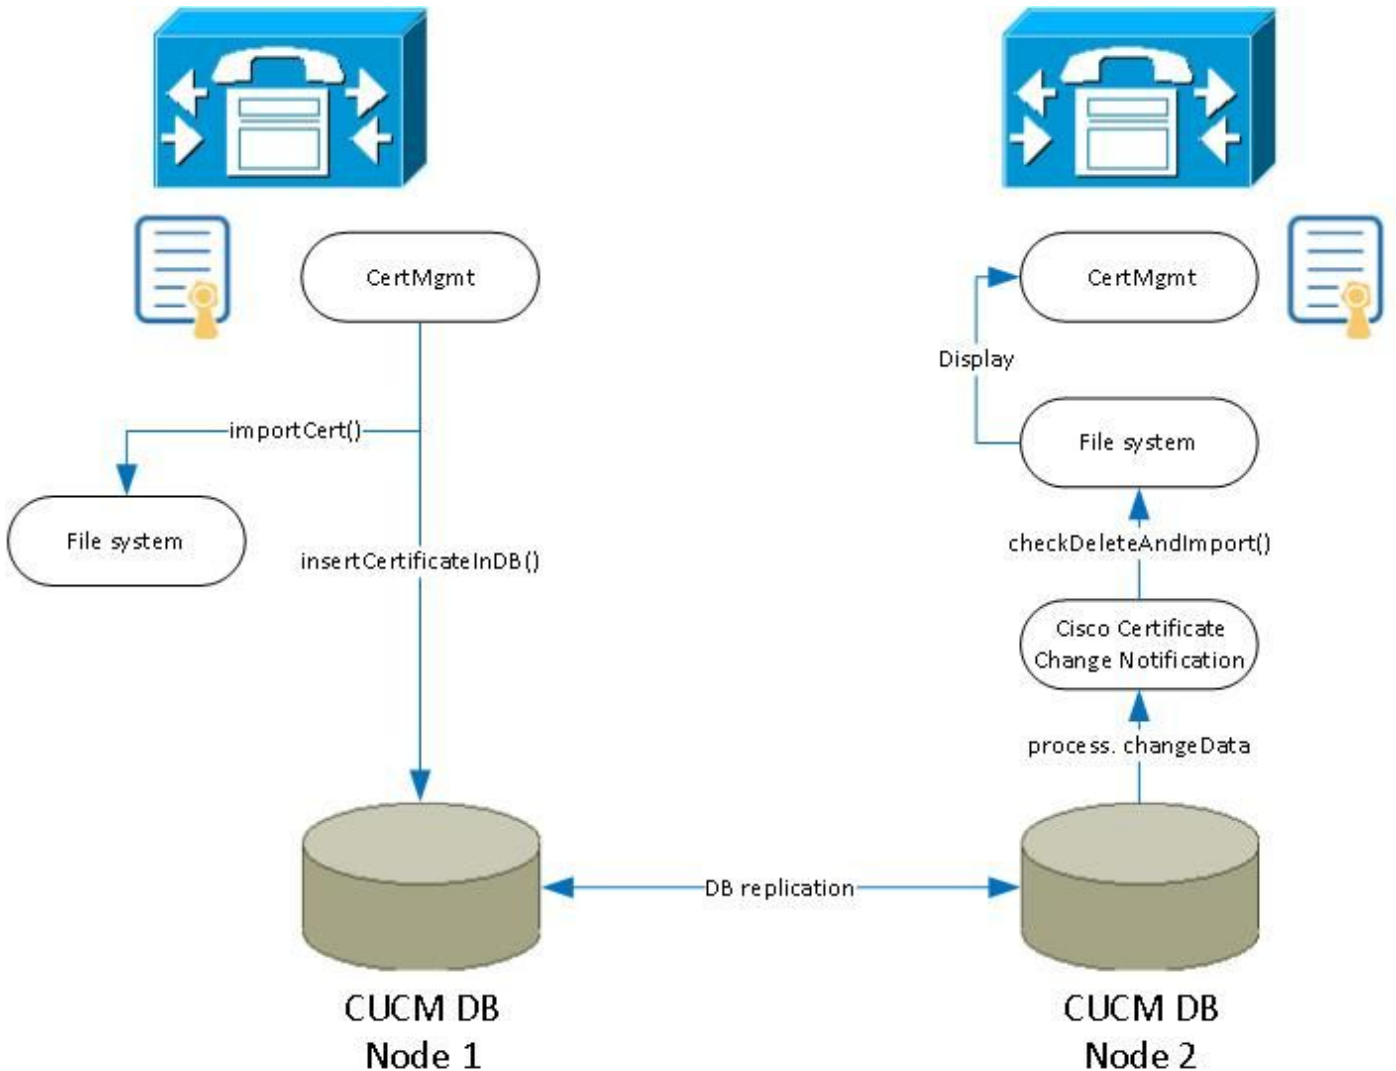 CertMgmt
importCert()
File system
insertCertificateInDB()
CUCM DB
Node 1
DB replication
CertMgmt
Display
File system
checkDeleteAndImport()
Cisco Certificate
Change Notification
process. changeData
CUCM DB
Node 2